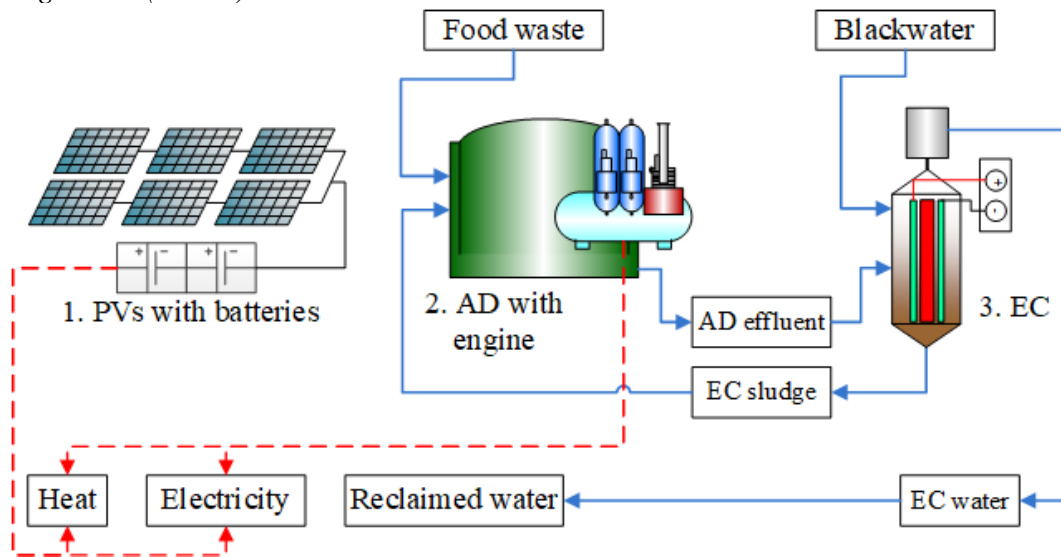 Food waste
Blackwater
+ − + −
+
-
1. PVs with batteries
2. AD with
engine
AD effluent
3. EC
EC sludge
Heat
Electricity
Reclaimed water
EC water